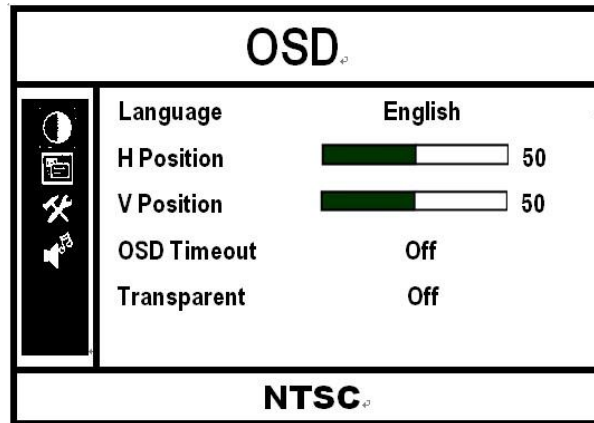 OSD
Language English
H Position 50
V Position 50
OSD Timeout Off
Transparent Off
NTSC